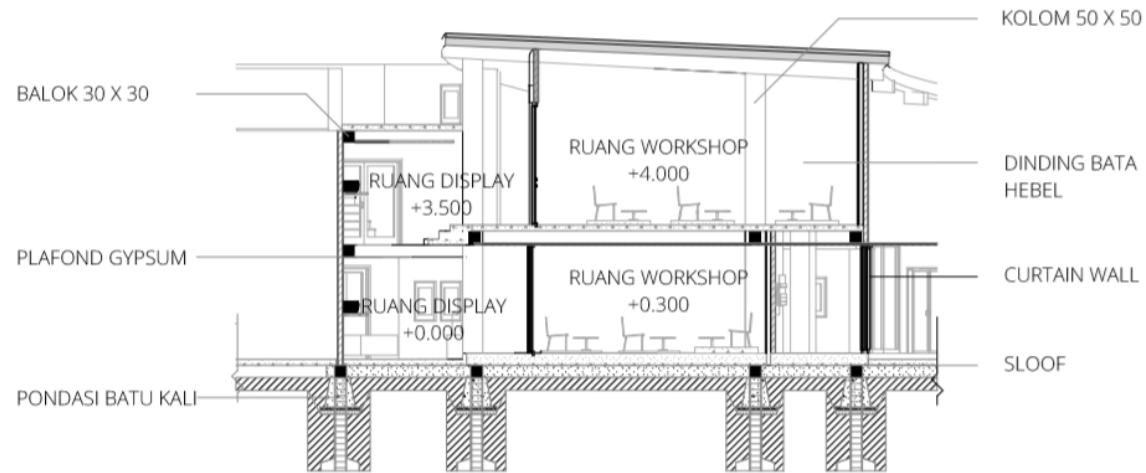 KOLOM 50 X 50
BALOK 30 X 30
RUANG WORKSHOP
+4.000
DINDING BATA
HEBEL
RUANG DISPLAY
+3.500
PLAFOND GYPSUM
RUANG WORKSHOP
+0.300
CURTAIN WALL
RUANG DISPLAY
+0.000
SLOOF
PONDASI BATU KALI